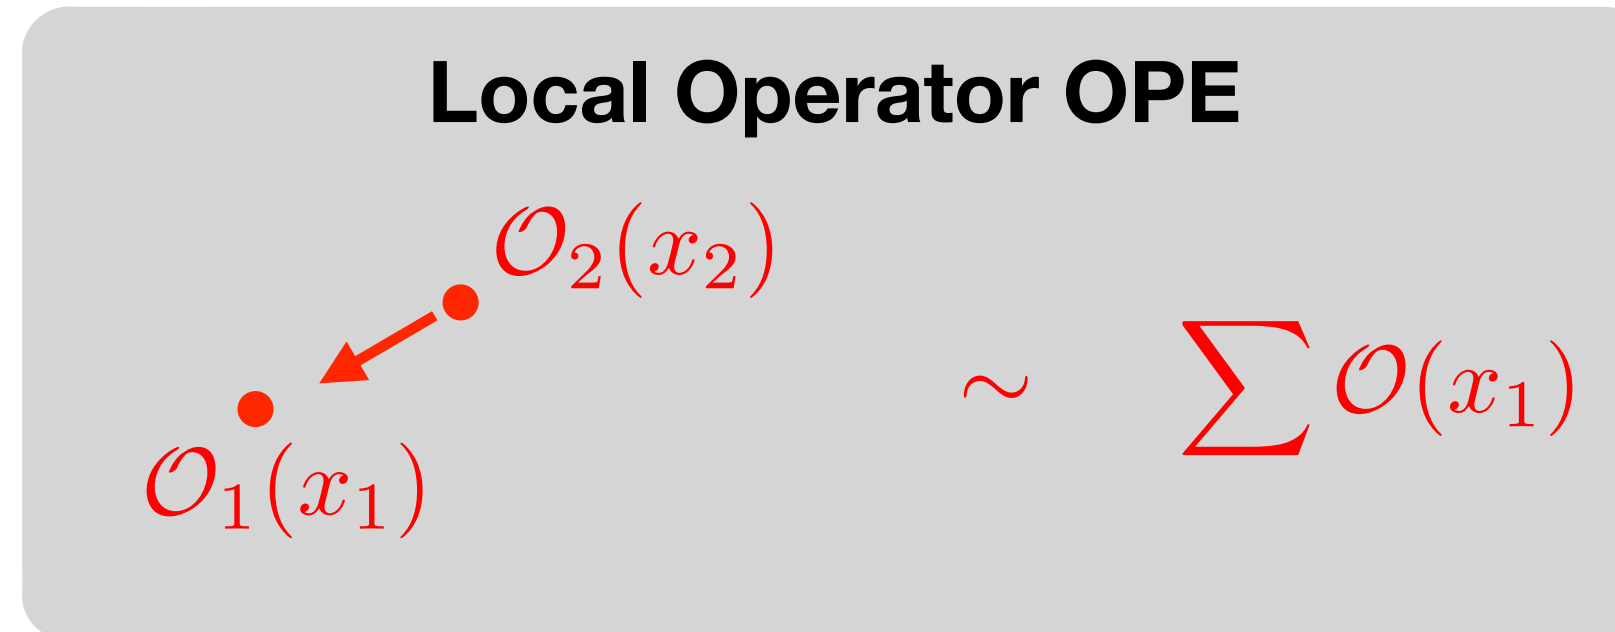 Local Operator OPE
𝒪₂(x₂)
∼ ∑ 𝒪(x₁)
𝒪₁(x₁)